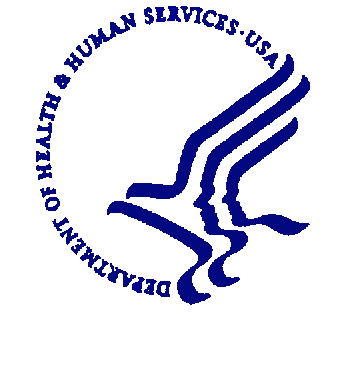 DEPARTMENT OF HEALTH & HUMAN SERVICES·USA